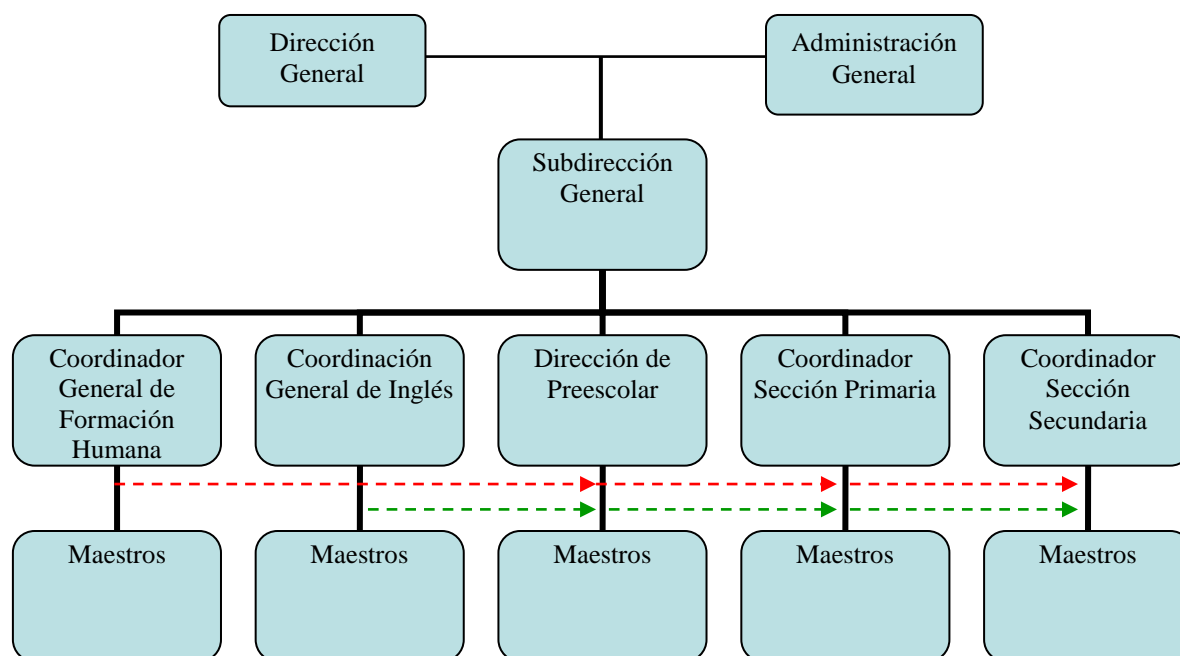 Dirección
General
Administración
General
Subdirección
General
Coordinador
General de
Formación
Humana
Coordinación
General de Inglés
Dirección de
Preescolar
Coordinador
Sección Primaria
Coordinador
Sección
Secundaria
Maestros
Maestros
Maestros
Maestros
Maestros